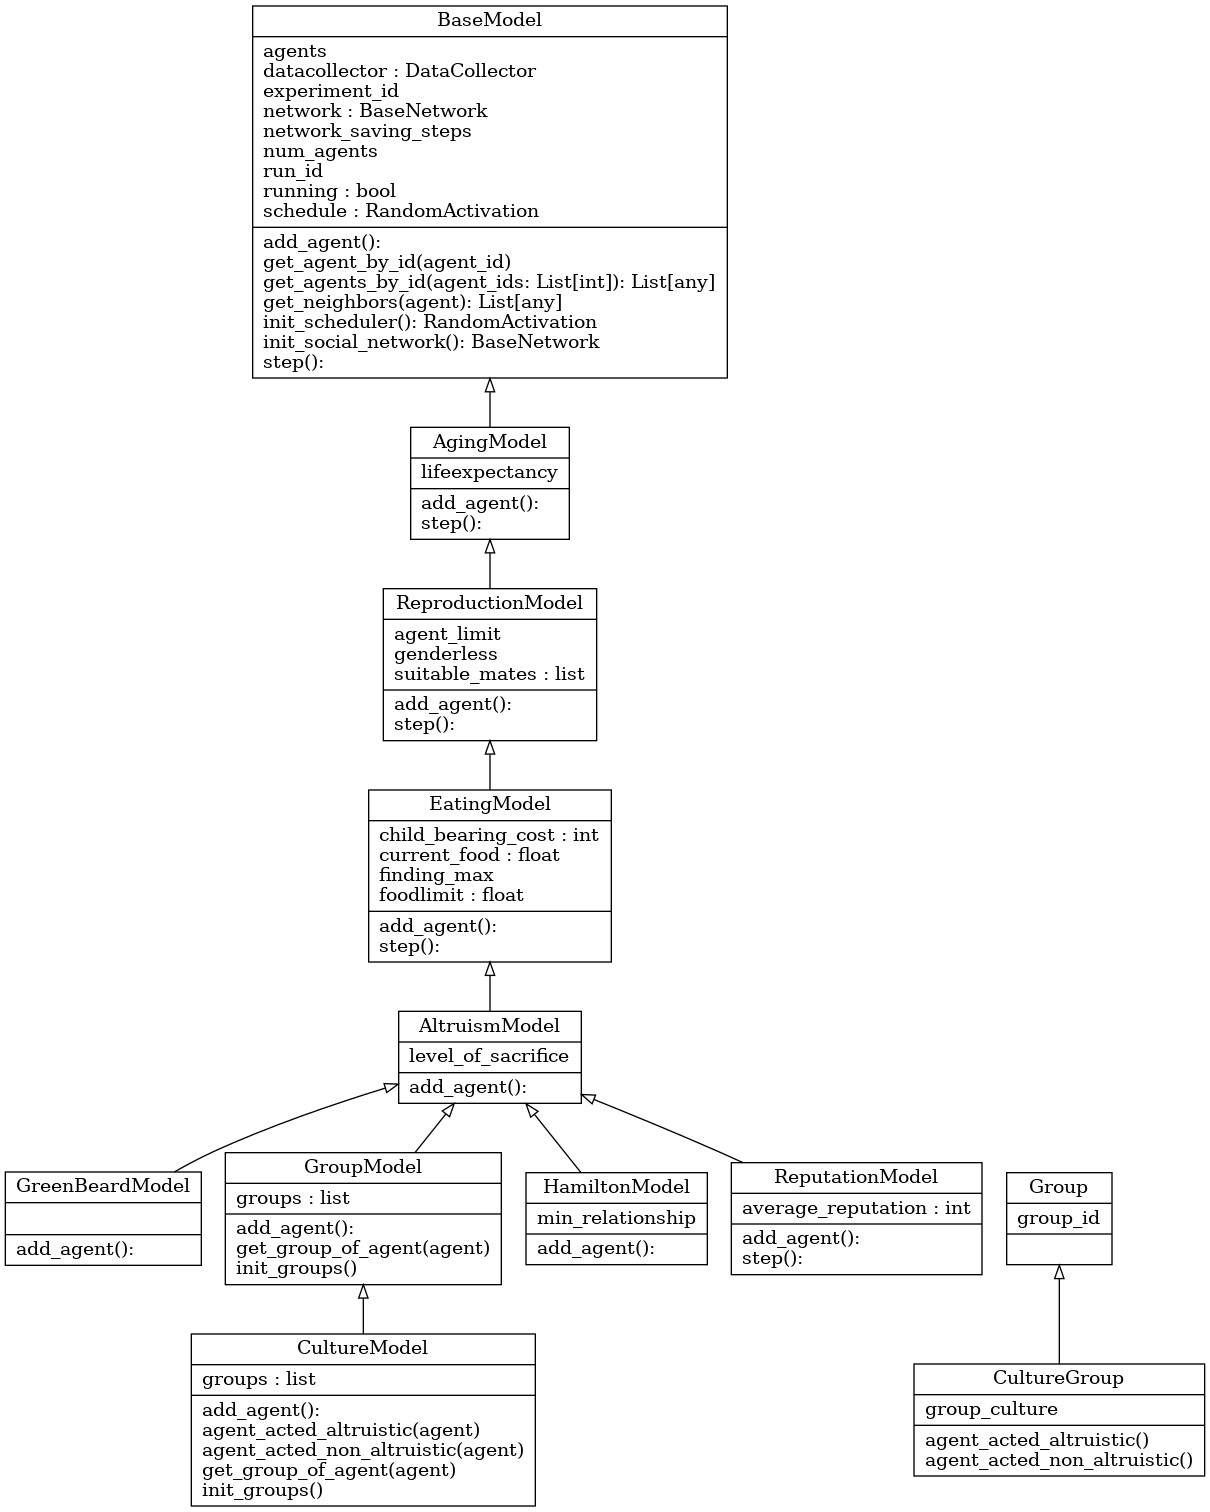 BaseModel
agents
datacollector : DataCollector
experiment_id
network : BaseNetwork
network_saving_steps
num_agents
run_id
running : bool
schedule : RandomActivation
add_agent():
get_agent_by_id(agent_id)
get_agents_by_id(agent_ids: List[int]): List[any]
get_neighbors(agent): List[any]
init_scheduler(): RandomActivation
init_social_network(): BaseNetwork
step():
AgingModel
lifeexpectancy
add_agent():
step():
ReproductionModel
agent_limit
genderless
suitable_mates : list
add_agent():
step():
EatingModel
child_bearing_cost : int
current_food : float
finding_max
foodlimit : float
add_agent():
step():
AltruismModel
level_of_sacrifice
add_agent():
GreenBeardModel
add_agent():
GroupModel
groups : list
add_agent():
get_group_of_agent(agent)
init_groups()
HamiltonModel
min_relationship
add_agent():
ReputationModel
average_reputation : int
add_agent():
step():
Group
group_id
CultureModel
groups : list
add_agent():
agent_acted_altruistic(agent)
agent_acted_non_altruistic(agent)
get_group_of_agent(agent)
init_groups()
CultureGroup
group_culture
agent_acted_altruistic()
agent_acted_non_altruistic()